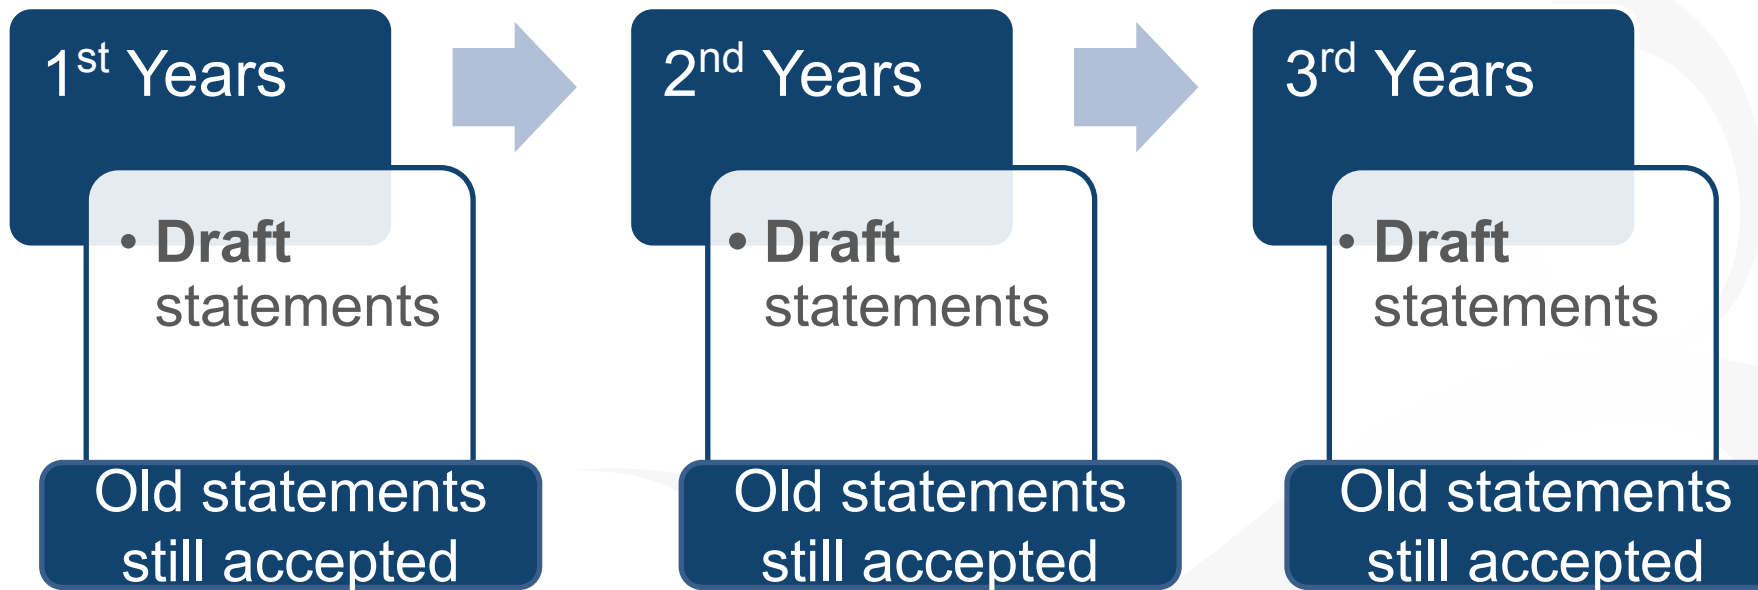 1st Years
• Draft
statements
Old statements
still accepted
2nd Years
• Draft
statements
Old statements
still accepted
3rd Years
• Draft
statements
Old statements
still accepted